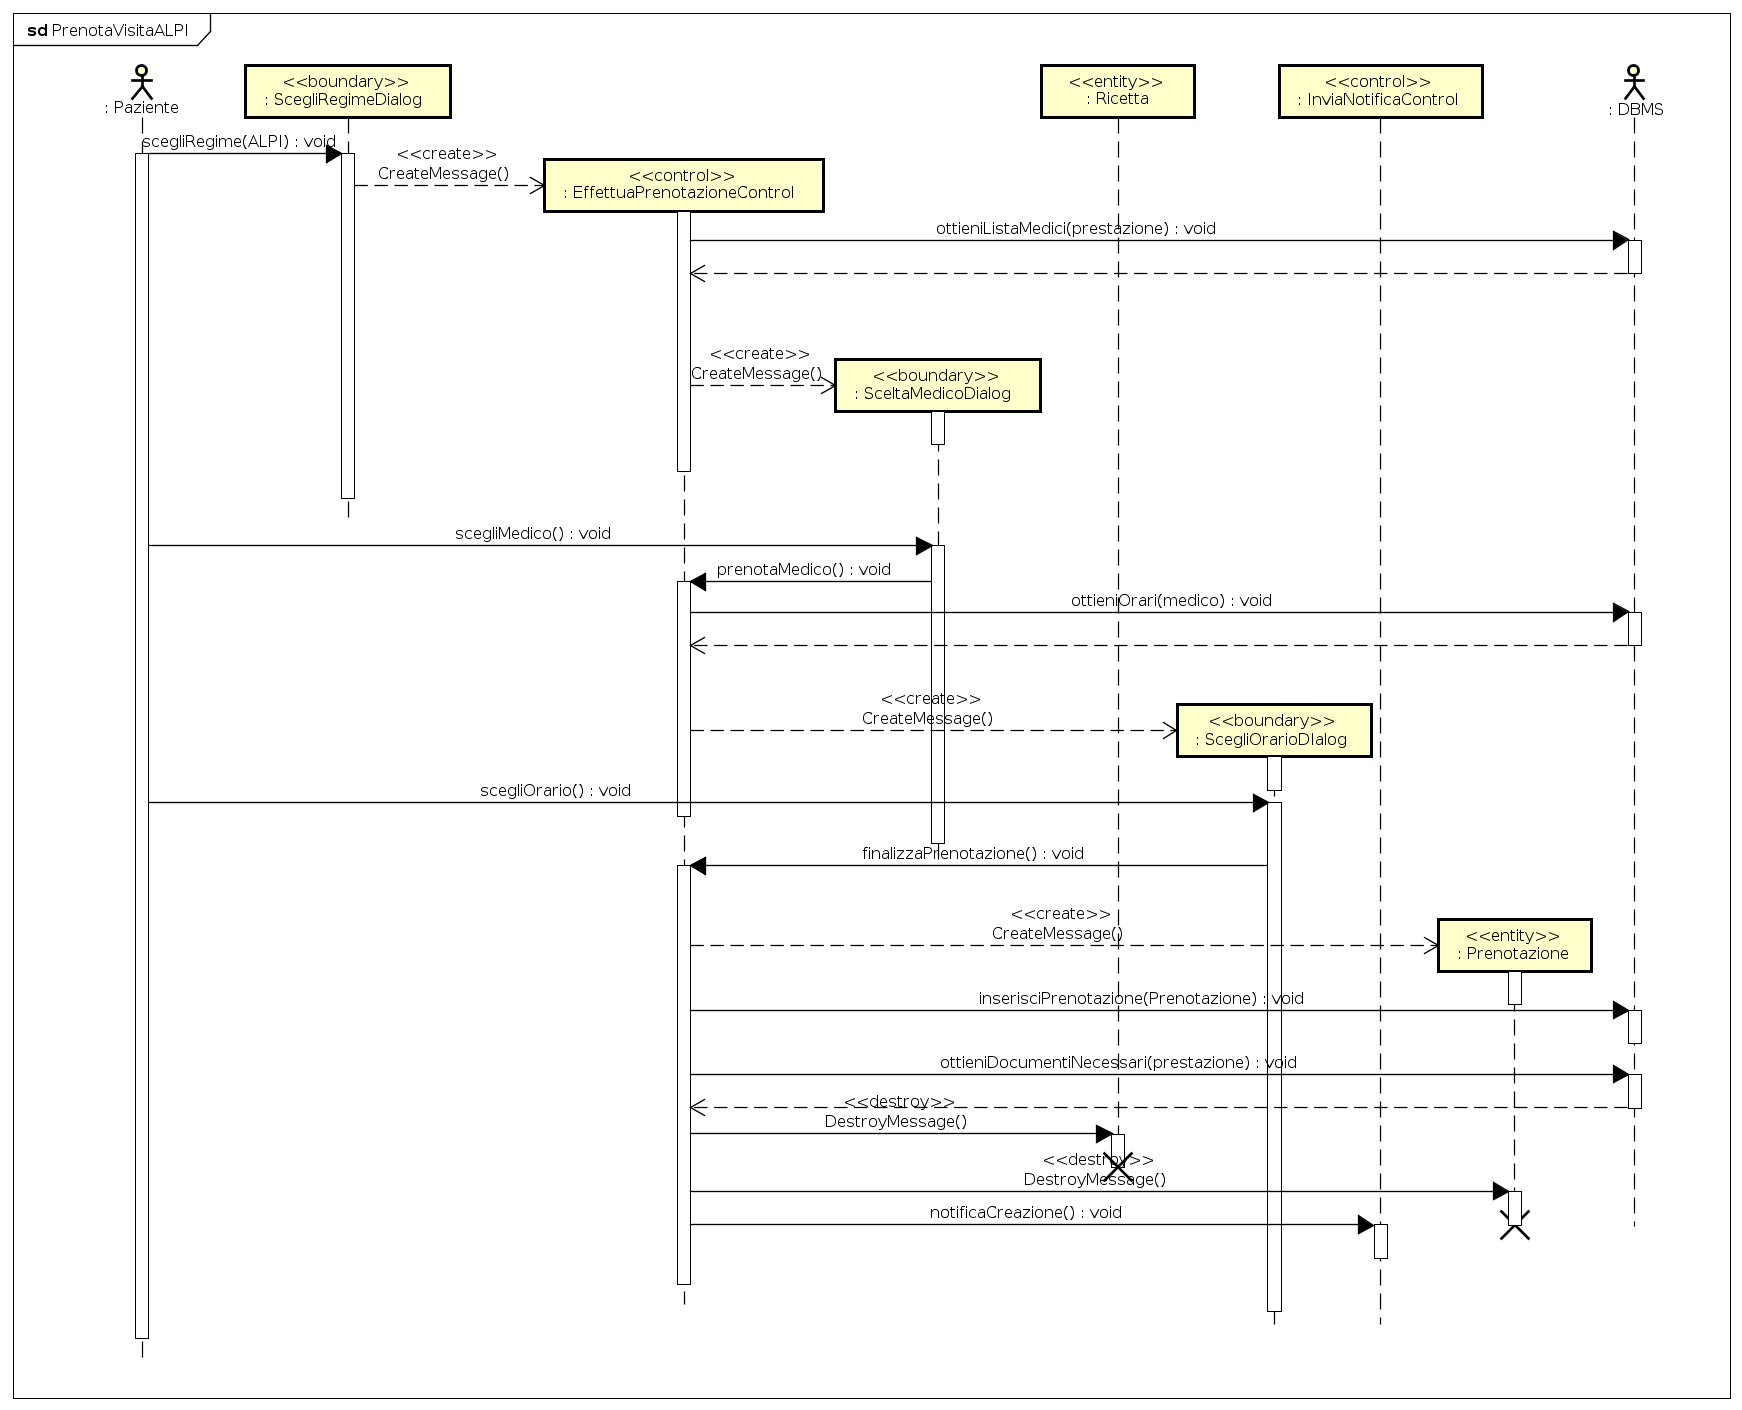 sd PrenotaVisitaALPI
: Paziente
<<boundary>>
: ScegliRegimeDialog
<<entity>>
: Ricetta
<<control>>
: InviaNotificaControl
: DBMS
scegliRegime(ALPI) : void
<<create>>
CreateMessage()
<<control>>
: EffettuaPrenotazioneControl
ottieniListaMedici(prestazione) : void
<<create>>
CreateMessage()
<<boundary>>
: SceltaMedicoDialog
scegliMedico() : void
prenotaMedico() : void
ottieniOrari(medico) : void
<<create>>
CreateMessage()
<<boundary>>
: ScegliOrarioDIalog
scegliOrario() : void
finalizzaPrenotazione() : void
<<create>>
CreateMessage()
<<entity>>
: Prenotazione
inserisciPrenotazione(Prenotazione) : void
ottieniDocumentiNecessari(prestazione) : void
<<destroy>>
DestroyMessage()
<<destroy>>
DestroyMessage()
notificaCreazione() : void